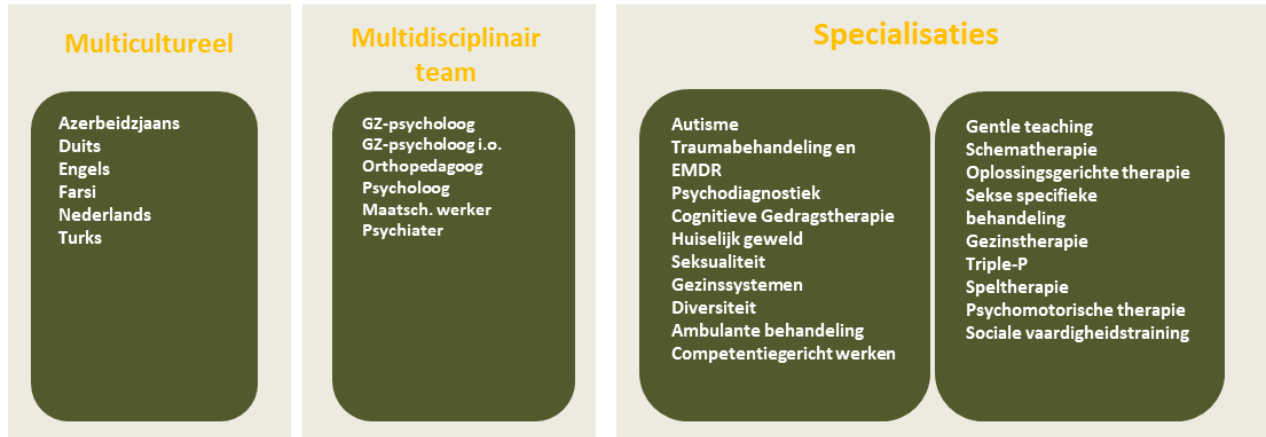 Multicultureel
Azerbeidzjaans
Duits
Engels
Farsi
Nederlands
Turks
Multidisciplinair
team
GZ-psycholoog
GZ-psycholoog i.o.
Orthopedagoog
Psycholoog
Maatsch. werker
Psychiater
Specialisaties
Autisme
Traumabehandeling en
EMDR
Psychodiagnostiek
Cognitieve Gedragstherapie
Huiselijk geweld
Seksualiteit
Gezinssystemen
Diversiteit
Ambulante behandeling
Competentiegericht werken
Gentle teaching
Schematherapie
Oplossingsgerichte therapie
Sekse specifieke
behandeling
Gezinstherapie
Triple-P
Speltherapie
Psychomotorische therapie
Sociale vaardigheidstraining